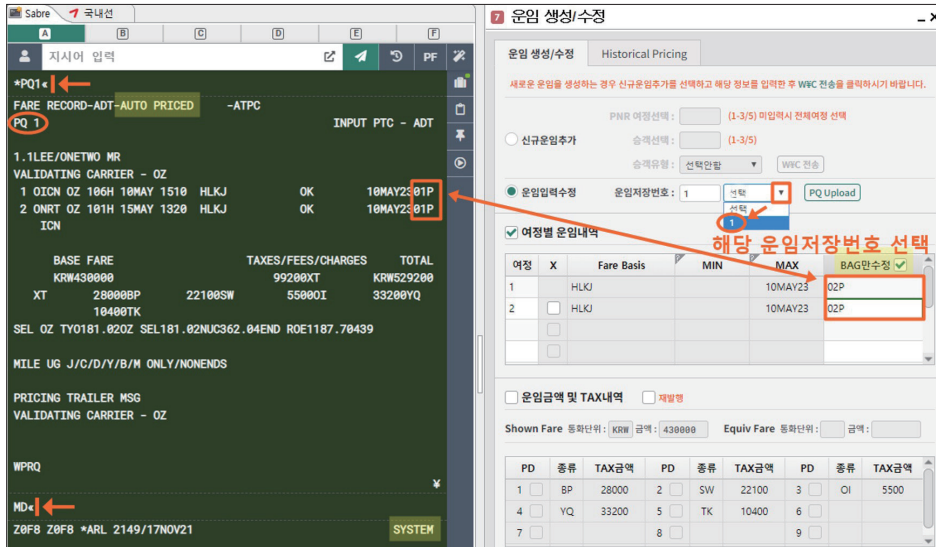 Sabre 국내선
A B C D E F
지시어 입력 PF
*PQ1«
FARE RECORD-ADT-AUTO PRICED -ATPC
PQ 1 INPUT PTC - ADT
1.1LEE/ONETWO MR
VALIDATING CARRIER - OZ
1 OICN OZ 106H 10MAY 1510 HLKJ OK 10MAY2301P
2 ONRT OZ 101H 15MAY 1320 HLKJ OK 10MAY2301P
ICN
BASE FARE TAXES/FEES/CHARGES TOTAL
KRW430000 99200XT KRW529200
XT 28000BP 22100SW 5500OI 33200YQ
10400TK
SEL OZ TYO181.02OZ SEL181.02NUC362.04END ROE1187.70439
MILE UG J/C/D/Y/B/M ONLY/NONENDS
PRICING TRAILER MSG
VALIDATING CARRIER - OZ
WPRQ
¥
MD«
Z0F8 Z0F8 *ARL 2149/17NOV21 SYSTEM
7 운임 생성/수정
운임 생성/수정 Historical Pricing
새로운 운임을 생성하는 경우 신규운임추가를 선택하고 해당 정보를 입력한 후 W¥C 전송을 클릭하시기 바랍니다.
PNR 여정선택 : (1-3/5) 미입력시 전체여정 선택
신규운임추가 승객선택 : (1-3/5)
승객유형 : 선택안함 W¥C 전송
운임입력수정 운임저장번호 : 1 선택 PQ Upload
선택
1
여정별 운임내역
해당 운임저장번호 선택
여정 X Fare Basis MIN MAX BAG만수정
1 HLKJ 10MAY23 02P
2 HLKJ 10MAY23 02P
운임금액 및 TAX내역 재발행
Shown Fare 통화단위 : KRW 금액 : 430000 Equiv Fare 통화단위 : 금액 :
PD 종류 TAX금액 PD 종류 TAX금액 PD 종류 TAX금액
1 BP 28000 2 SW 22100 3 OI 5500
4 YQ 33200 5 TK 10400 6
7 8 9